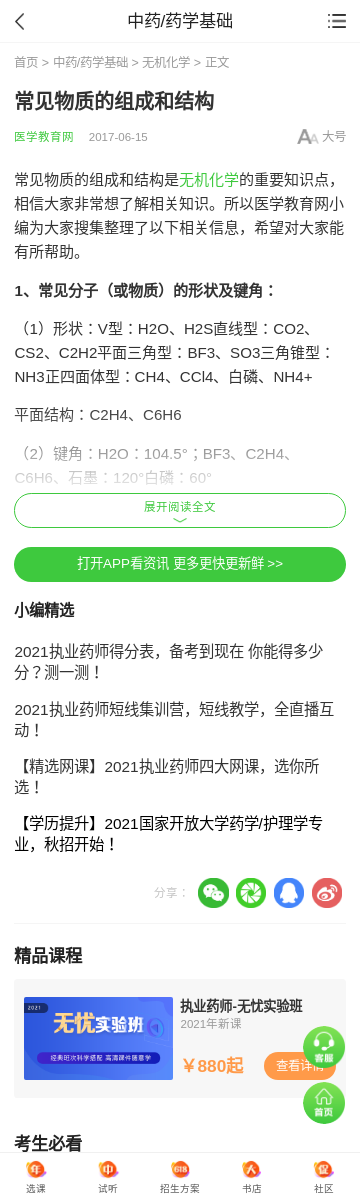 中药/药学基础
首页 > 中药/药学基础 > 无机化学 > 正文
常见物质的组成和结构
医学教育网 2017-06-15 AA 大号
常见物质的组成和结构是无机化学的重要知识点，
相信大家非常想了解相关知识。所以医学教育网小
编为大家搜集整理了以下相关信息，希望对大家能
有所帮助。
1、常见分子（或物质）的形状及键角：
（1）形状：V型：H2O、H2S直线型：CO2、
CS2、C2H2平面三角型：BF3、SO3三角锥型：
NH3正四面体型：CH4、CCl4、白磷、NH4+
平面结构：C2H4、C6H6
（2）键角：H2O：104.5°；BF3、C2H4、
C6H6、石墨：120°白磷：60°
展开阅读全文
打开APP看资讯 更多更快更新鲜 >>
小编精选
2021执业药师得分表，备考到现在 你能得多少
分？测一测！
2021执业药师短线集训营，短线教学，全直播互
动！
【精选网课】2021执业药师四大网课，选你所
选！
【学历提升】2021国家开放大学药学/护理学专
业，秋招开始！
分享：
精品课程
2021
无忧实验班
经典班次科学搭配 高清课件随意学
执业药师-无忧实验班
2021年新课
￥880起
查看详情
客服
首页
考生必看
年 中 618 大 促
选课 试听 招生方案 书店 社区